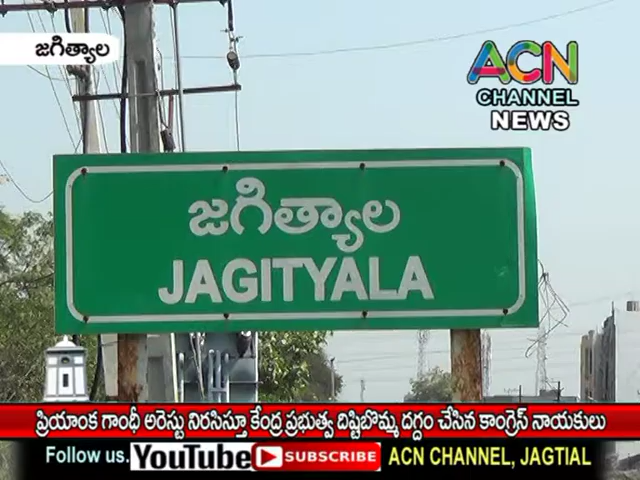 జగిత్యాల
ACN
CHANNEL
NEWS
జగిత్యాల
JAGITYALA
ప్రియాంక గాంధీ అరెస్టు నిరసిస్తూ కేంద్ర ప్రభుత్వ దిష్టిబొమ్మ దగ్దం చేసిన కాంగ్రెస్ నాయకులు
Follow us. YouTube SUBSCRIBE ACN CHANNEL, JAGTIAL